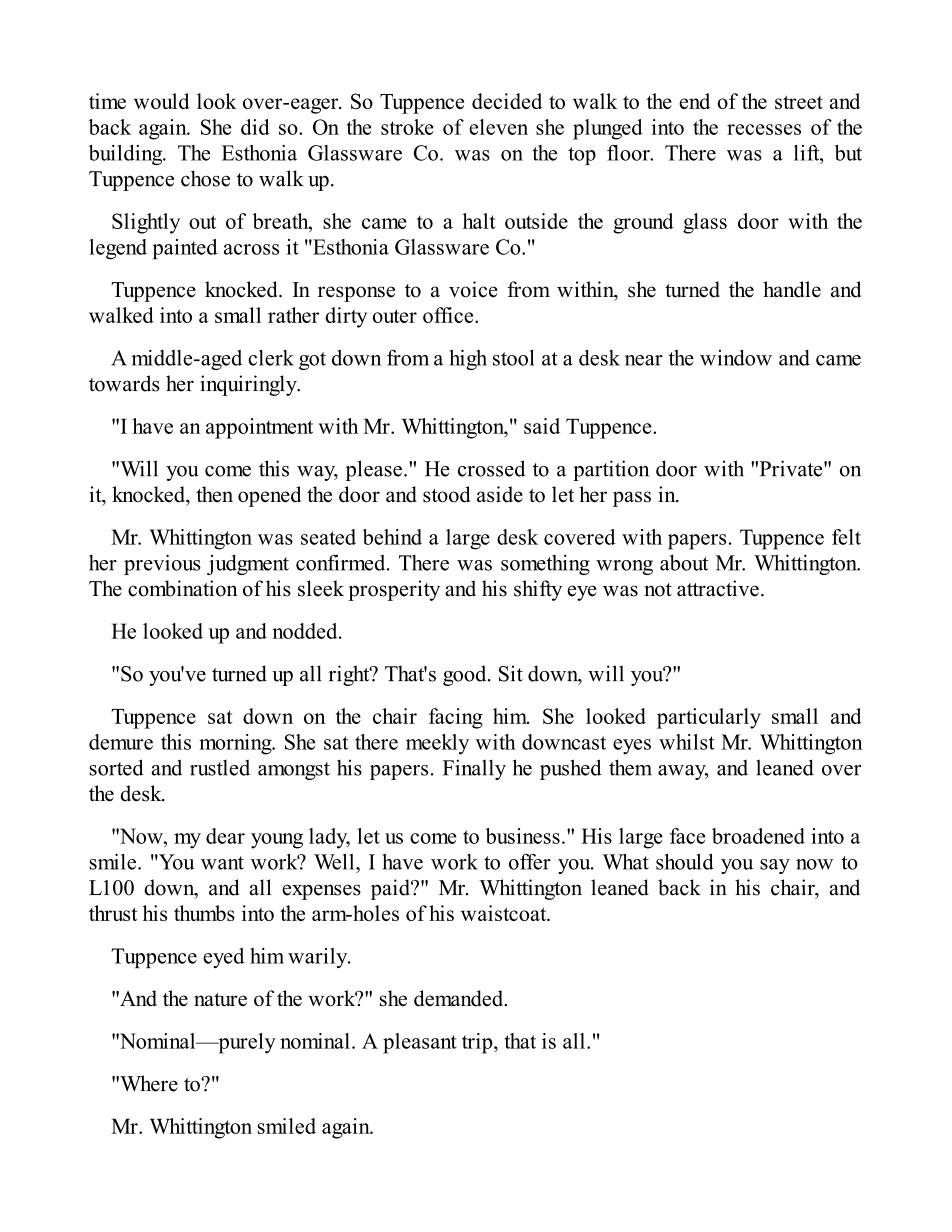 time would look over-eager. So Tuppence decided to walk to the end of the street and
back again. She did so. On the stroke of eleven she plunged into the recesses of the
building. The Esthonia Glassware Co. was on the top floor. There was a lift, but
Tuppence chose to walk up.
Slightly out of breath, she came to a halt outside the ground glass door with the
legend painted across it "Esthonia Glassware Co."
Tuppence knocked. In response to a voice from within, she turned the handle and
walked into a small rather dirty outer office.
A middle-aged clerk got down from a high stool at a desk near the window and came
towards her inquiringly.
"I have an appointment with Mr. Whittington," said Tuppence.
"Will you come this way, please." He crossed to a partition door with "Private" on
it, knocked, then opened the door and stood aside to let her pass in.
Mr. Whittington was seated behind a large desk covered with papers. Tuppence felt
her previous judgment confirmed. There was something wrong about Mr. Whittington.
The combination of his sleek prosperity and his shifty eye was not attractive.
He looked up and nodded.
"So you've turned up all right? That's good. Sit down, will you?"
Tuppence sat down on the chair facing him. She looked particularly small and
demure this morning. She sat there meekly with downcast eyes whilst Mr. Whittington
sorted and rustled amongst his papers. Finally he pushed them away, and leaned over
the desk.
"Now, my dear young lady, let us come to business." His large face broadened into a
smile. "You want work? Well, I have work to offer you. What should you say now to
L100 down, and all expenses paid?" Mr. Whittington leaned back in his chair, and
thrust his thumbs into the arm-holes of his waistcoat.
Tuppence eyed him warily.
"And the nature of the work?" she demanded.
"Nominal—purely nominal. A pleasant trip, that is all."
"Where to?"
Mr. Whittington smiled again.